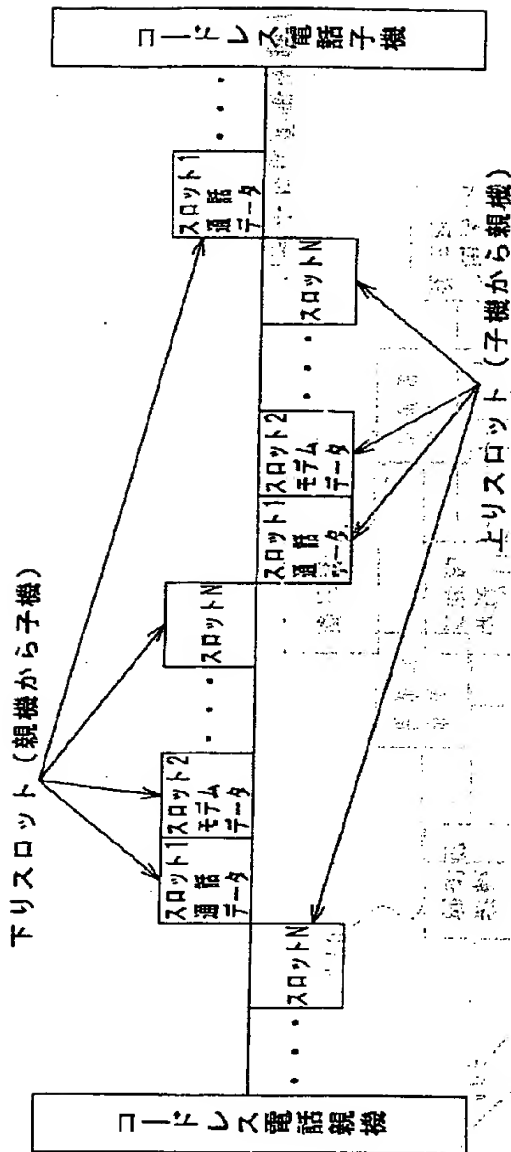 下りスロット(親機から子機)
コードレス電話親機
スロットN
スロット1
通話
データ
スロット2
モデム
データ
スロットN
スロット1
通話
データ
スロット2
モデム
データ
スロットN
スロット1
通話
データ
コードレス電話子機
上りスロット(子機から親機)